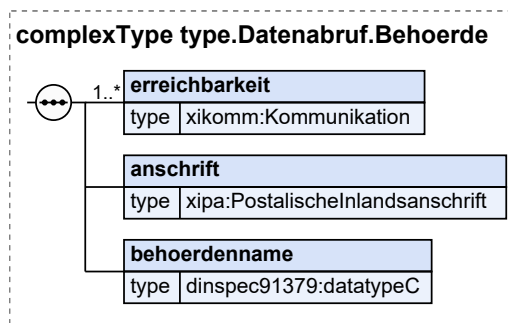 complexType type.Datenabruf.Behoerde
1..*
erreichbarkeit
type xikomm:Kommunikation
anschrift
type xipa:PostalischeInlandsanschrift
behoerdenname
type dinspec91379:datatypeC